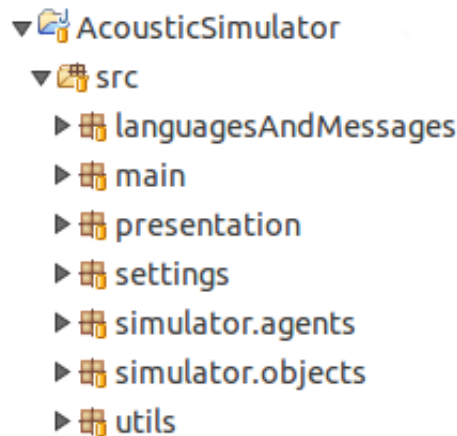 AcousticSimulator
src
languagesAndMessages
main
presentation
settings
simulator.agents
simulator.objects
utils